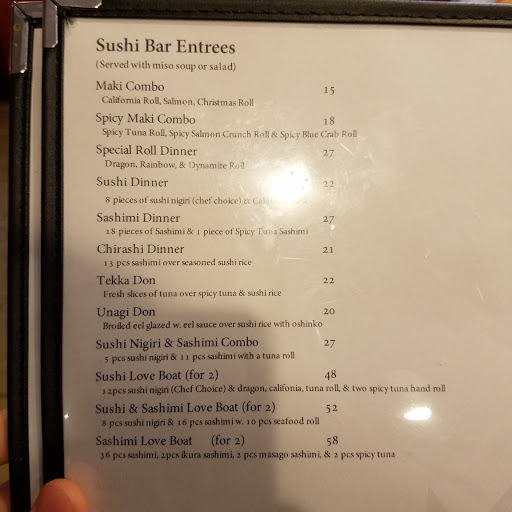 Sushi Bar Entrees
(Served with miso soup or salad)
Maki Combo 15
California Roll, Salmon, Christmas Roll
Spicy Maki Combo 18
Spicy Tuna Roll, Spicy Salmon Crunch Roll & Spicy Blue Crab Roll
Special Roll Dinner 27
Dragon, Rainbow, & Dynamite Roll
Sushi Dinner 22
8 pieces of sushi nigiri (chef choice) &
Sashimi Dinner 27
18 pieces of Sashimi & 1 piece of Spicy Tuna Sashimi
Chirashi Dinner 21
13 pcs sashimi over seasoned sushi rice
Tekka Don 22
Fresh slices of tuna over spicy tuna & sushi rice
Unagi Don 20
Broiled eel glazed w. eel sauce over sushi rice with oshinko
Sushi Nigiri & Sashimi Combo 27
5 pcs sushi nigiri & 11 pcs sashimi with a tuna roll
Sushi Love Boat (for 2) 48
12pcs sushi nigiri (Chef Choice) & dragon, califonia, tuna roll, & two spicy tuna hand roll
Sushi & Sashimi Love Boat (for 2) 52
8 pcs sushi nigiri & 16 pcs sashimi w. 10 pcs seafood roll
Sashimi Love Boat (for 2) 58
36 pcs sashimi, 2pcs ikura sashimi, 2 pcs masago sashimi, & 2 pcs spicy tuna